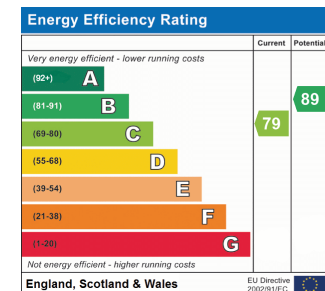 Energy Efficiency Rating
Current Potential
Very energy efficient - lower running costs
(92+) A
(81-91) B
89
(69-80) C
79
(55-68) D
(39-54) E
(21-38) F
(1-20) G
Not energy efficient - higher running costs
England, Scotland & Wales
EU Directive
2002/91/EC